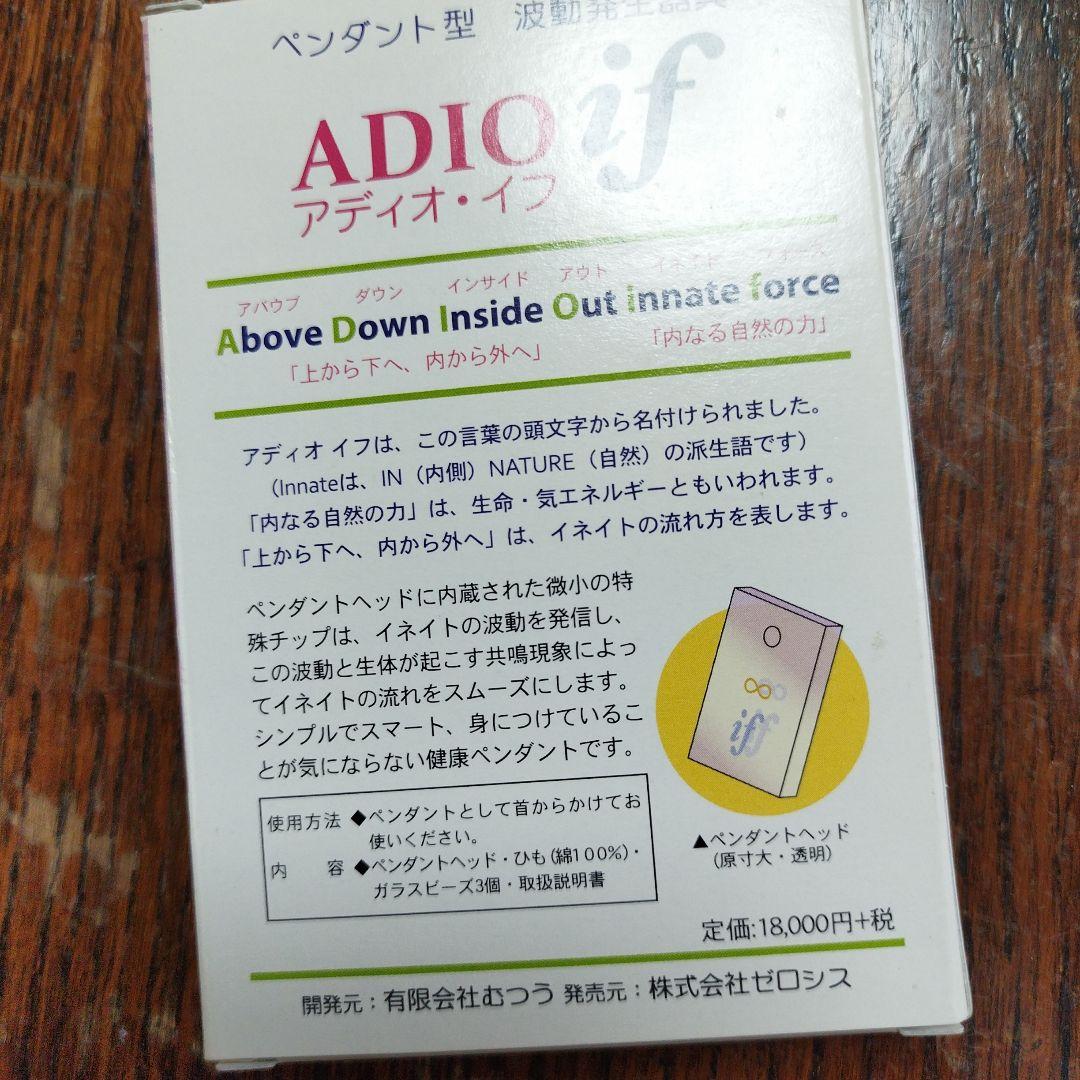 ペンダント型 波動発生器具
ADIO if
アディオ・イフ
アバウブ ダウン インサイド アウト イネイト フォース
Above Down Inside Out innate force
「上から下へ、内から外へ」 「内なる自然の力」
アディオ イフは、この言葉の頭文字から名付けられました。
（Innateは、IN（内側）NATURE（自然）の派生語です）
「内なる自然の力」は、生命・気エネルギーともいわれます。
「上から下へ、内から外へ」は、イネイトの流れ方を表します。
ペンダントヘッドに内蔵された微小の特
殊チップは、イネイトの波動を発信し、
この波動と生体が起こす共鳴現象によっ
てイネイトの流れをスムーズにします。
シンプルでスマート、身につけているこ
とが気にならない健康ペンダントです。
if
▲ペンダントヘッド
（原寸大・透明）
使用方法 ◆ペンダントとして首からかけてお
使いください。
内容 ◆ペンダントヘッド・ひも（綿100%）・
ガラスビーズ3個・取扱説明書
定価:18,000円+税
開発元：有限会社むつう 発売元：株式会社ゼロシス